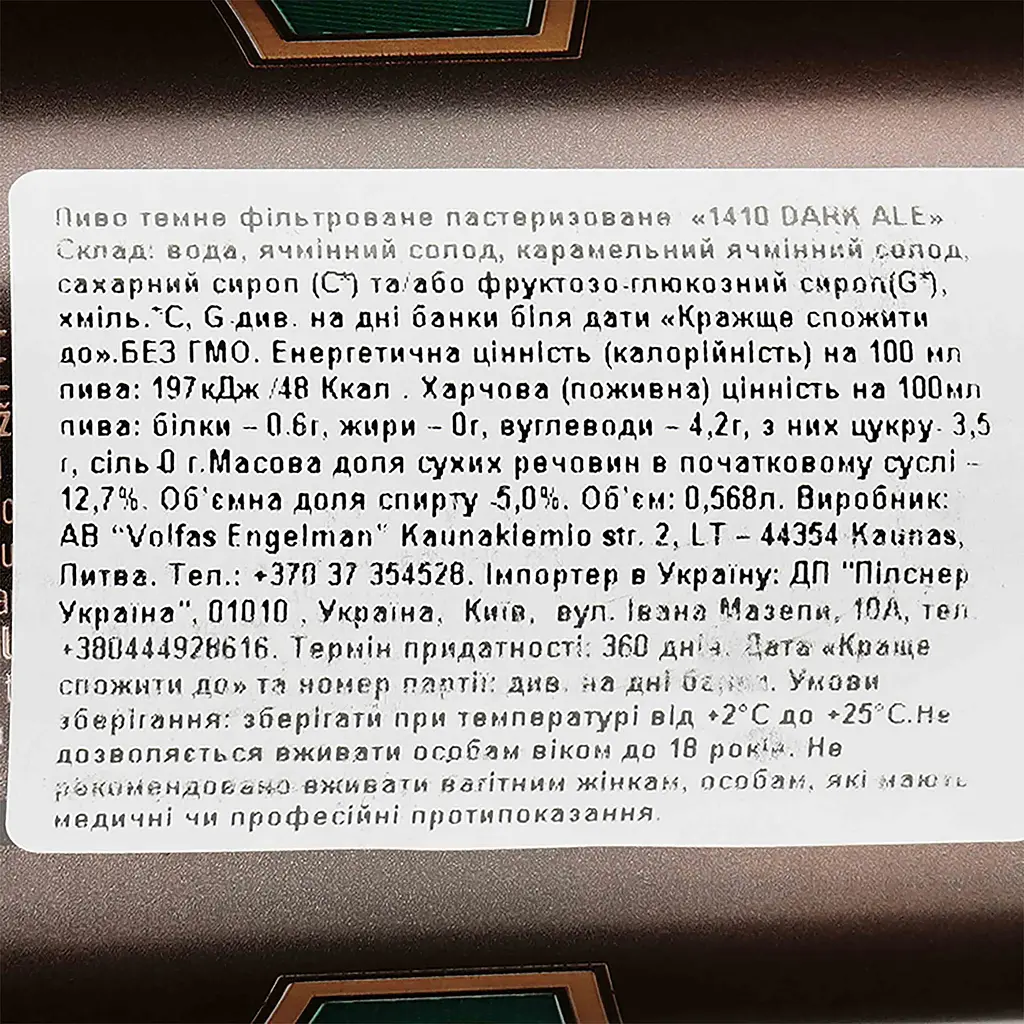 Пиво темне фільтроване пастеризоване «1410 DARK ALE»
Склад: вода, ячмінний солод, карамельний ячмінний солод,
сахарний сироп (C*) та/або фруктозо-глюкозний сироп(G*),
хміль.*C, G-див. на дні банки біля дати «Кражще спожити
до».БЕЗ ГМО. Енергетична цінність (калорійність) на 100 мл
пива: 197кДж /48 Ккал . Харчова (поживна) цінність на 100мл
пива: білки – 0.6г, жири – 0г, вуглеводи – 4,2г, з них цукру- 3,5
г, сіль-0 г.Масова доля сухих речовин в початковому суслі –
12,7%. Об'ємна доля спирту -5,0%. Об'єм: 0,568л. Виробник:
AB "Volfas Engelman" Kaunaklemio str. 2, LT – 44354 Kaunas,
Литва. Тел.: +370 37 354528. Імпортер в Україну: ДП "Пілснер
Україна", 01010 , Україна, Київ, вул. Івана Мазепи, 10А, тел
+380444928616. Термін придатності: 360 днів. Дата «Краще
спожити до» та номер партії: див. на дні банки. Умови
зберігання: зберігати при температурі від +2°C до +25°C.Не
дозволяється вживати особам віком до 18 років. Не
рекомендовано вживати вагітним жінкам, особам, які мають
медичні чи професійні протипоказання.